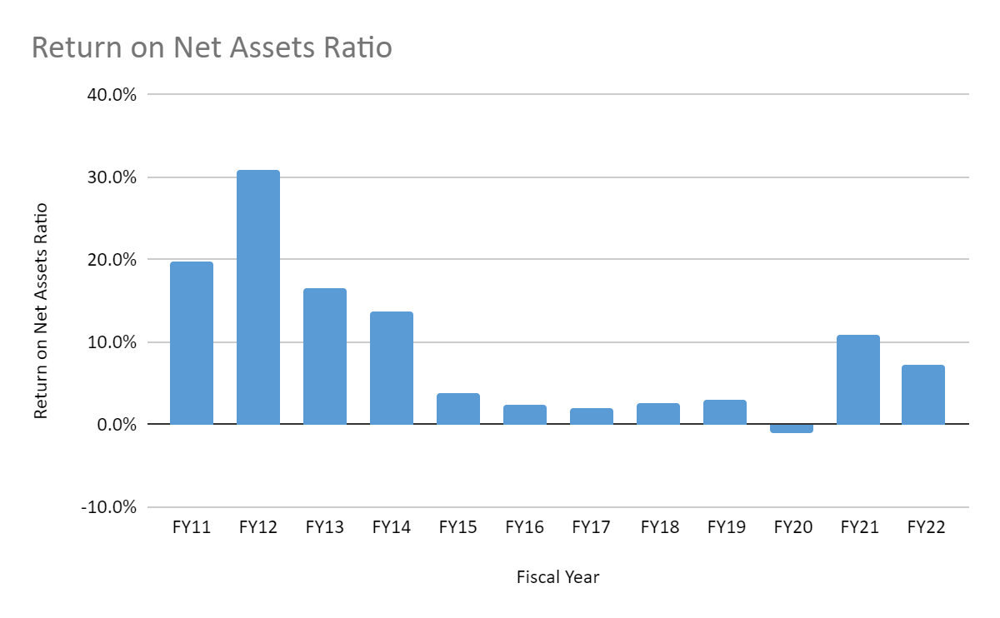 Return on Net Assets Ratio
40.0%
30.0%
20.0%
10.0%
0.0%
-10.0%
Return on Net Assets Ratio
FY11 FY12 FY13 FY14 FY15 FY16 FY17 FY18 FY19 FY20 FY21 FY22
Fiscal Year